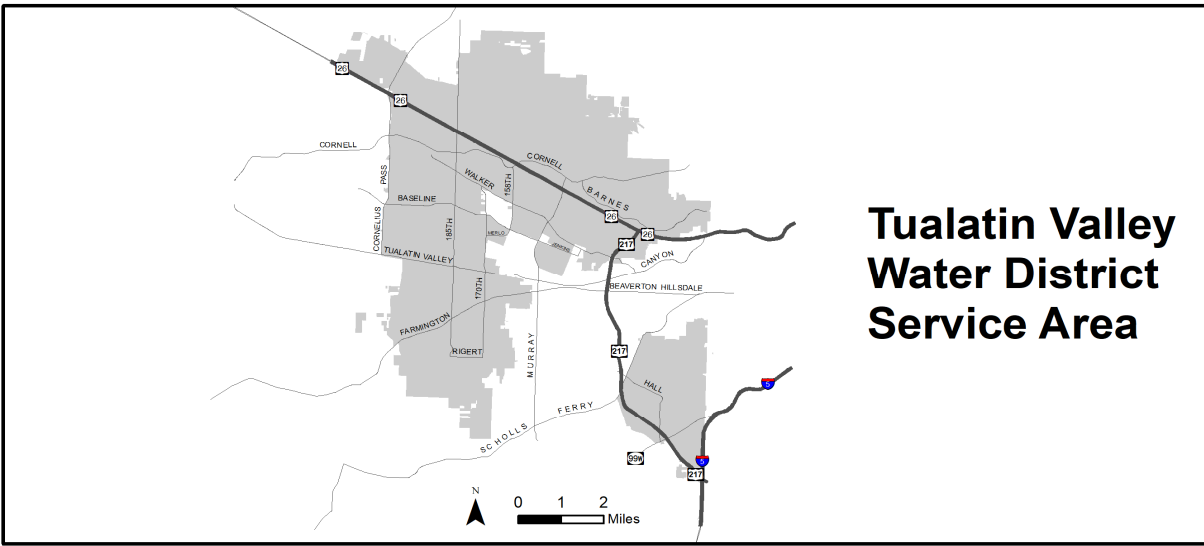 26
26
CORNELL
CORNELL
PASS
WALKER
158TH
BARNES
BASELINE
CORNELIUS
185TH
MERLO
26
26
217
JENKINS
CANYON
TUALATIN VALLEY
170TH
BEAVERTON HILLSDALE
FARMINGTON
RIGERT
MURRAY
217
HALL
5
SCHOLLS FERRY
99W
5
217
N
0 1 2
Miles
Tualatin Valley
Water District
Service Area